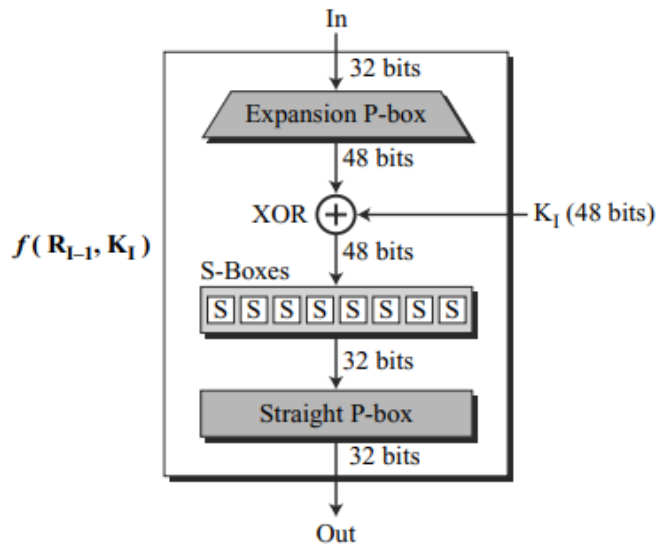 In
32 bits
Expansion P-box
48 bits
XOR + K_I (48 bits)
f( R_{I–1}, K_I )
48 bits
S-Boxes
S S S S S S S S
32 bits
Straight P-box
32 bits
Out